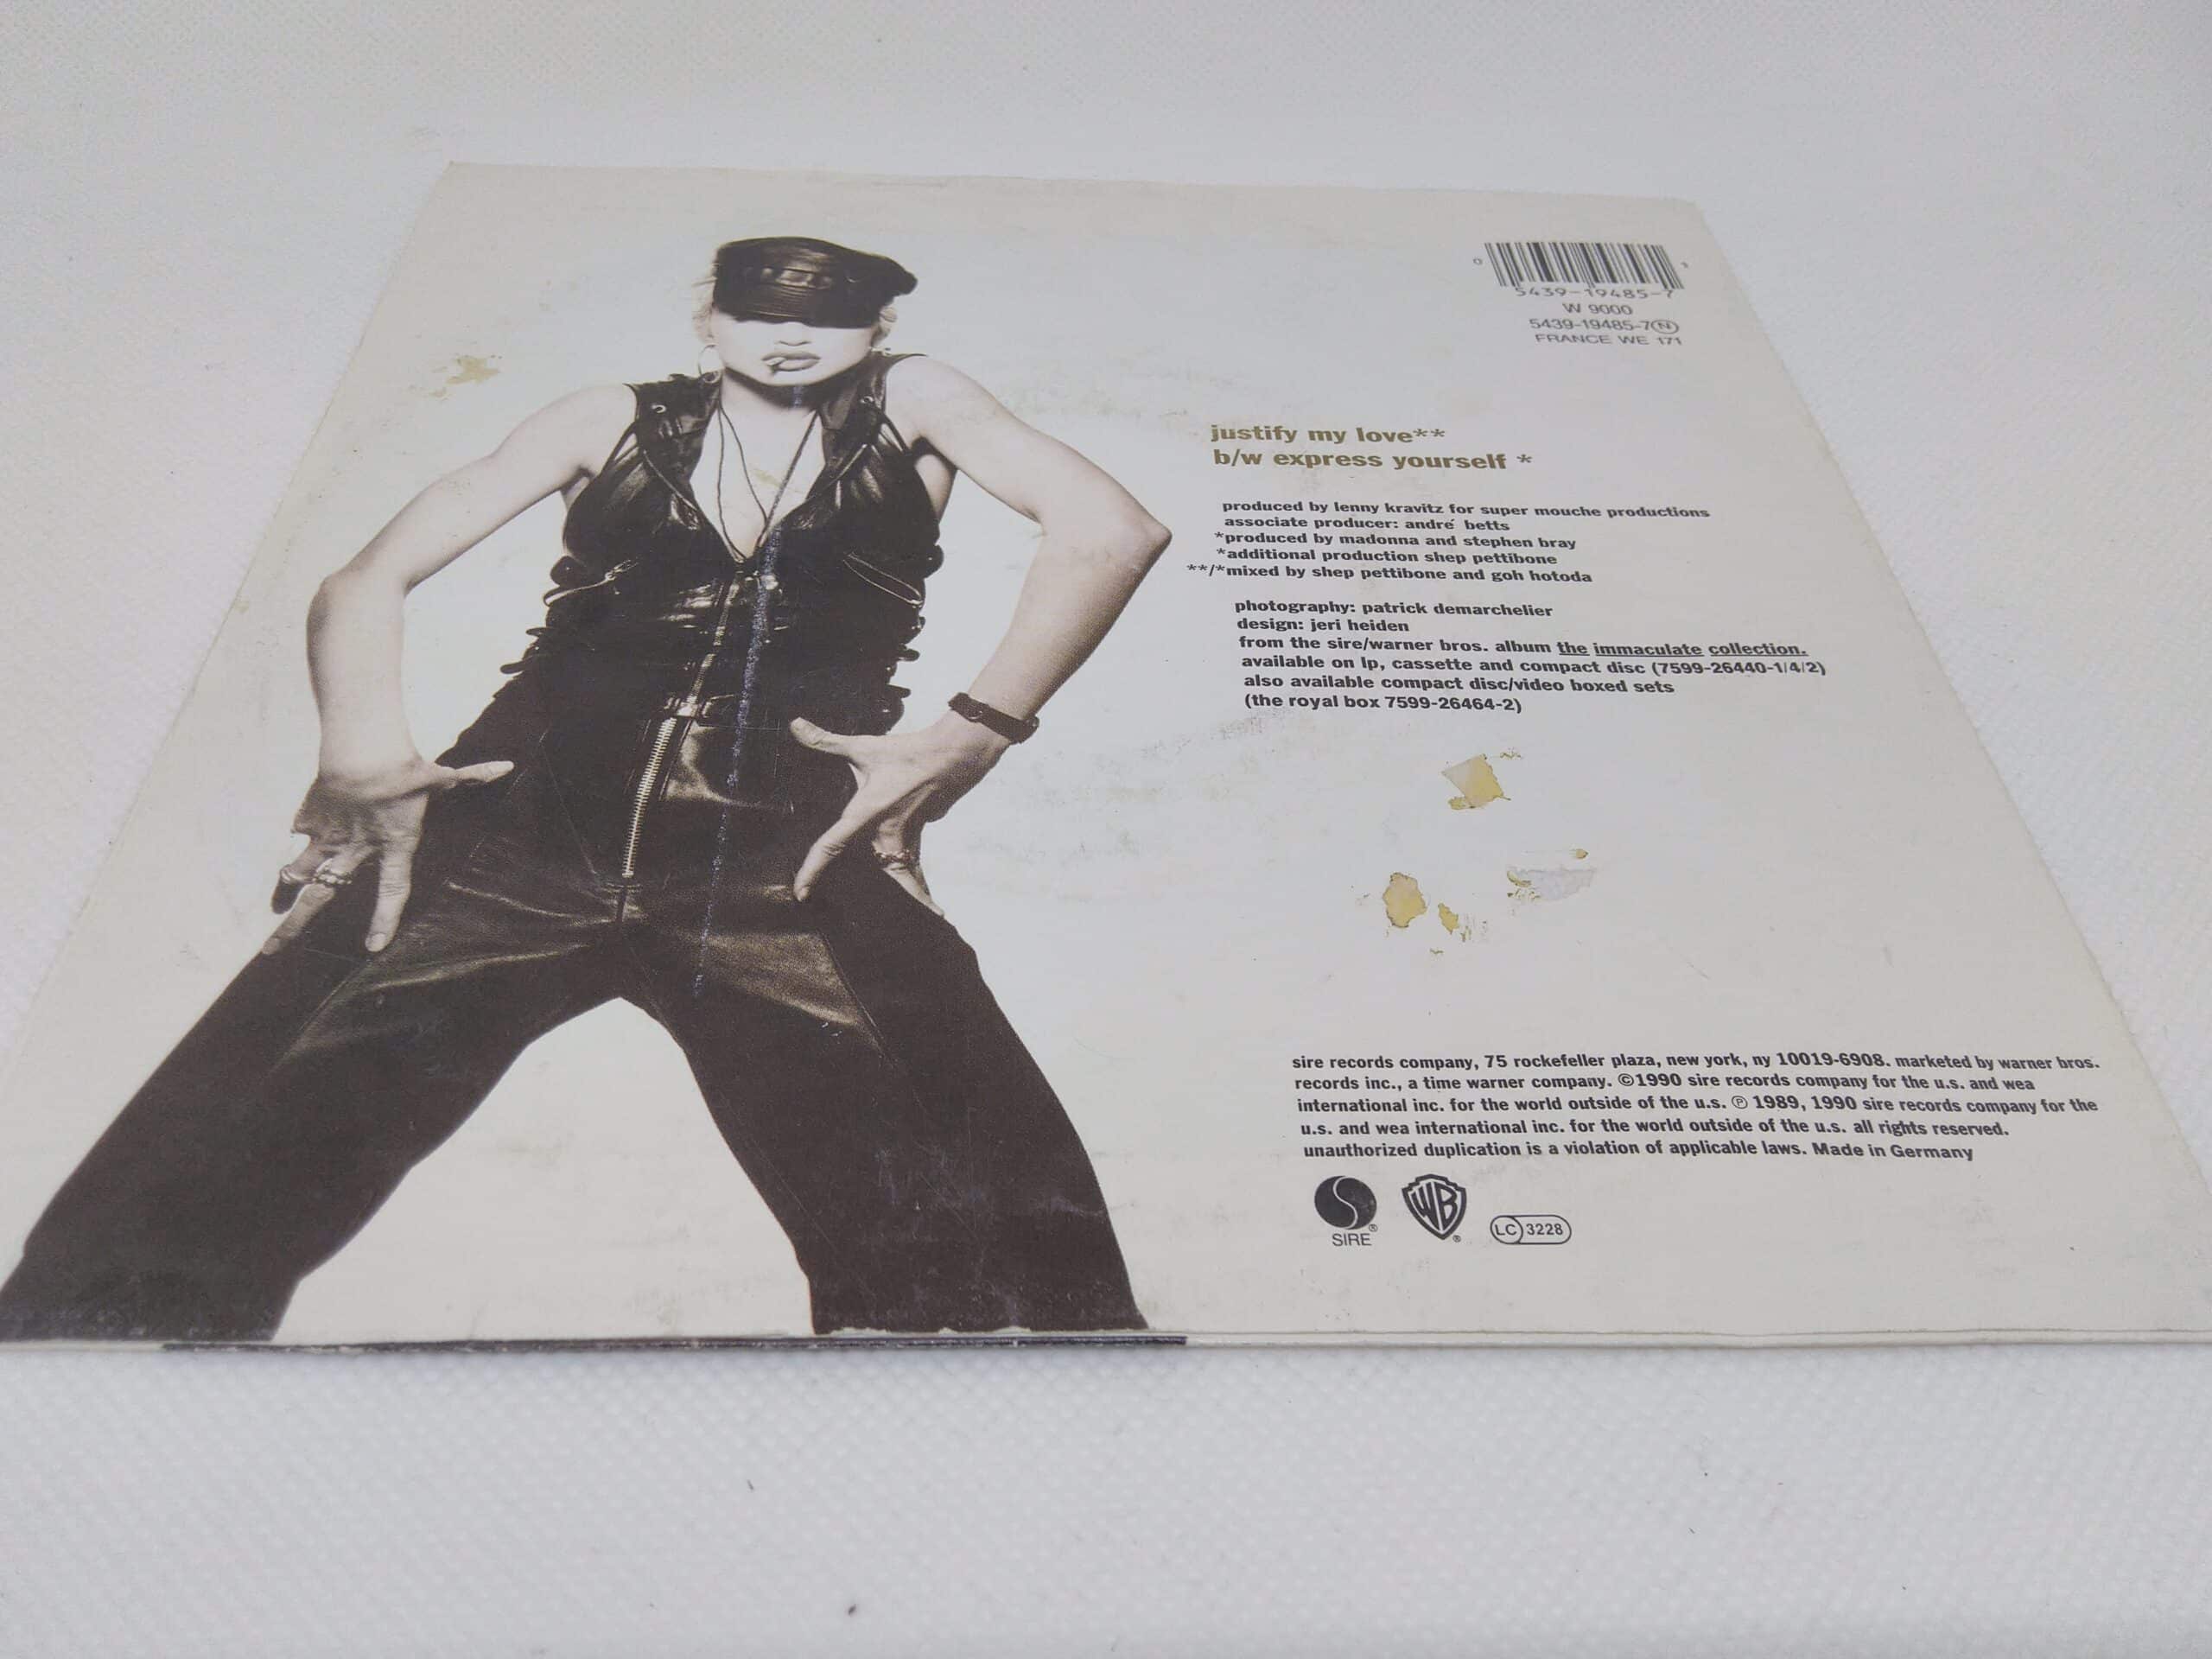 0
5439-19485-7
W 9000
5439-19485-7 N
FRANCE WE 171
justify my love**
b/w express yourself *
produced by lenny kravitz for super mouche productions
associate producer: andré betts
*produced by madonna and stephen bray
*additional production shep pettibone
**/*mixed by shep pettibone and goh hotoda
photography: patrick demarchelier
design: jeri heiden
from the sire/warner bros. album the immaculate collection.
available on lp, cassette and compact disc (7599-26440-1/4/2)
also available compact disc/video boxed sets
(the royal box 7599-26464-2)
sire records company, 75 rockefeller plaza, new york, ny 10019-6908. marketed by warner bros.
records inc., a time warner company. ©1990 sire records company for the u.s. and wea
international inc. for the world outside of the u.s. ℗ 1989, 1990 sire records company for the
u.s. and wea international inc. for the world outside of the u.s. all rights reserved.
unauthorized duplication is a violation of applicable laws. Made in Germany
SIRE ® WB ® LC 3228